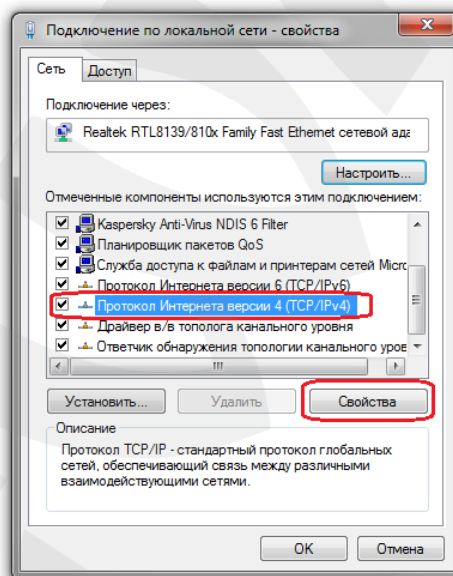 Подключение по локальной сети - свойства
Сеть Доступ
Подключение через:
Realtek RTL8139/810x Family Fast Ethernet сетевой ада
Настроить...
Отмеченные компоненты используются этим подключением:
Kaspersky Anti-Virus NDIS 6 Filter
Планировщик пакетов QoS
Служба доступа к файлам и принтерам сетей Micro
Протокол Интернета версии 6 (TCP/IPv6)
Протокол Интернета версии 4 (TCP/IPv4)
Драйвер в/в тополога канального уровня
Ответчик обнаружения топологии канального уров
Установить... Удалить Свойства
Описание
Протокол TCP/IP - стандартный протокол глобальных
сетей, обеспечивающий связь между различными
взаимодействующими сетями.
OK Отмена